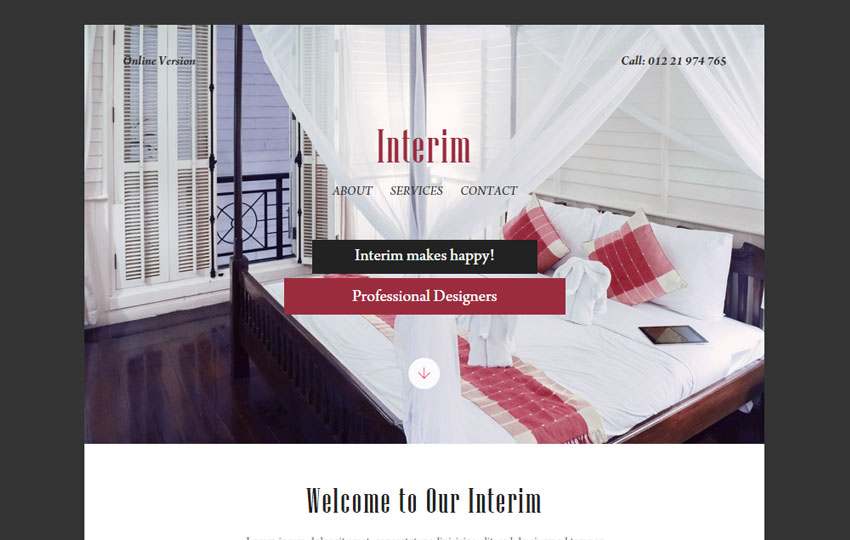 Online Version
Call: 012 21 974 765
Interim
ABOUT SERVICES CONTACT
Interim makes happy!
Professional Designers
Welcome to Our Interim